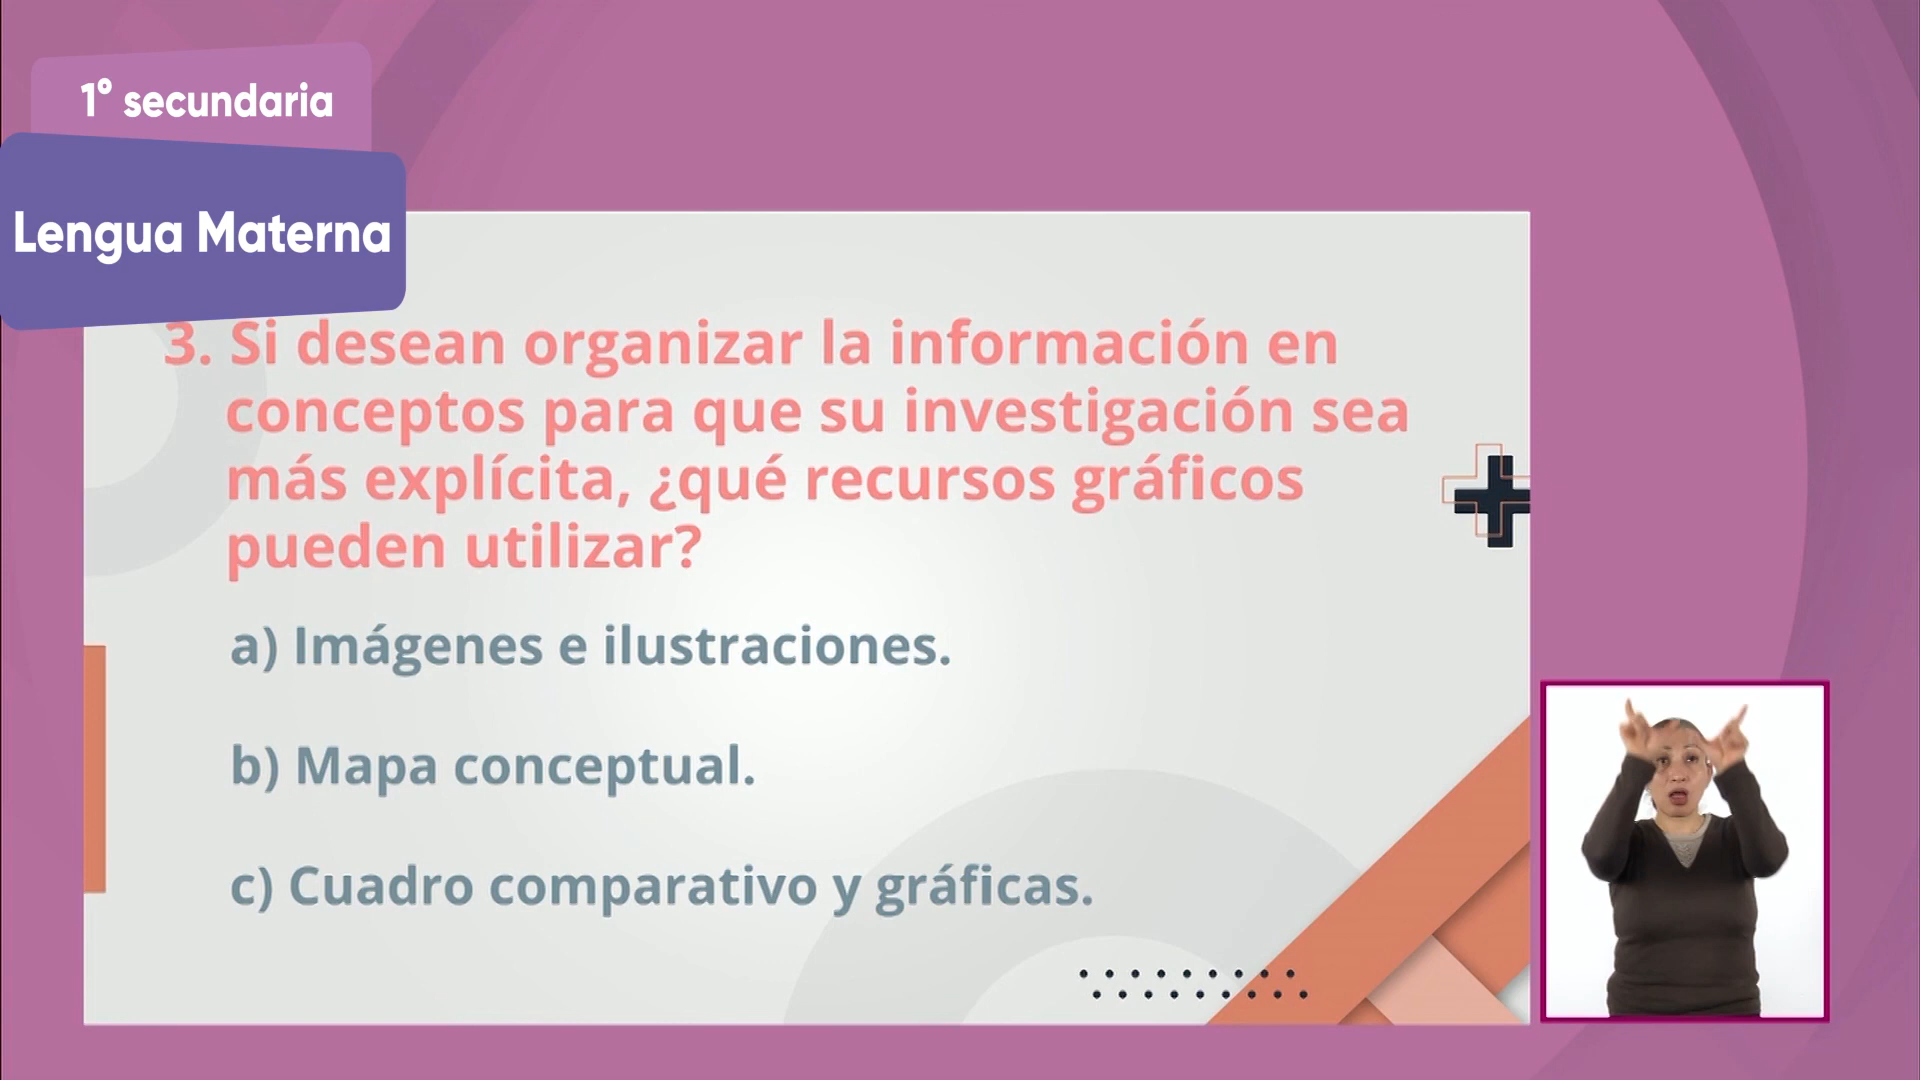 1° secundaria
Lengua Materna
3. Si desean organizar la información en
conceptos para que su investigación sea
más explícita, ¿qué recursos gráficos
pueden utilizar?
a) Imágenes e ilustraciones.
b) Mapa conceptual.
c) Cuadro comparativo y gráficas.